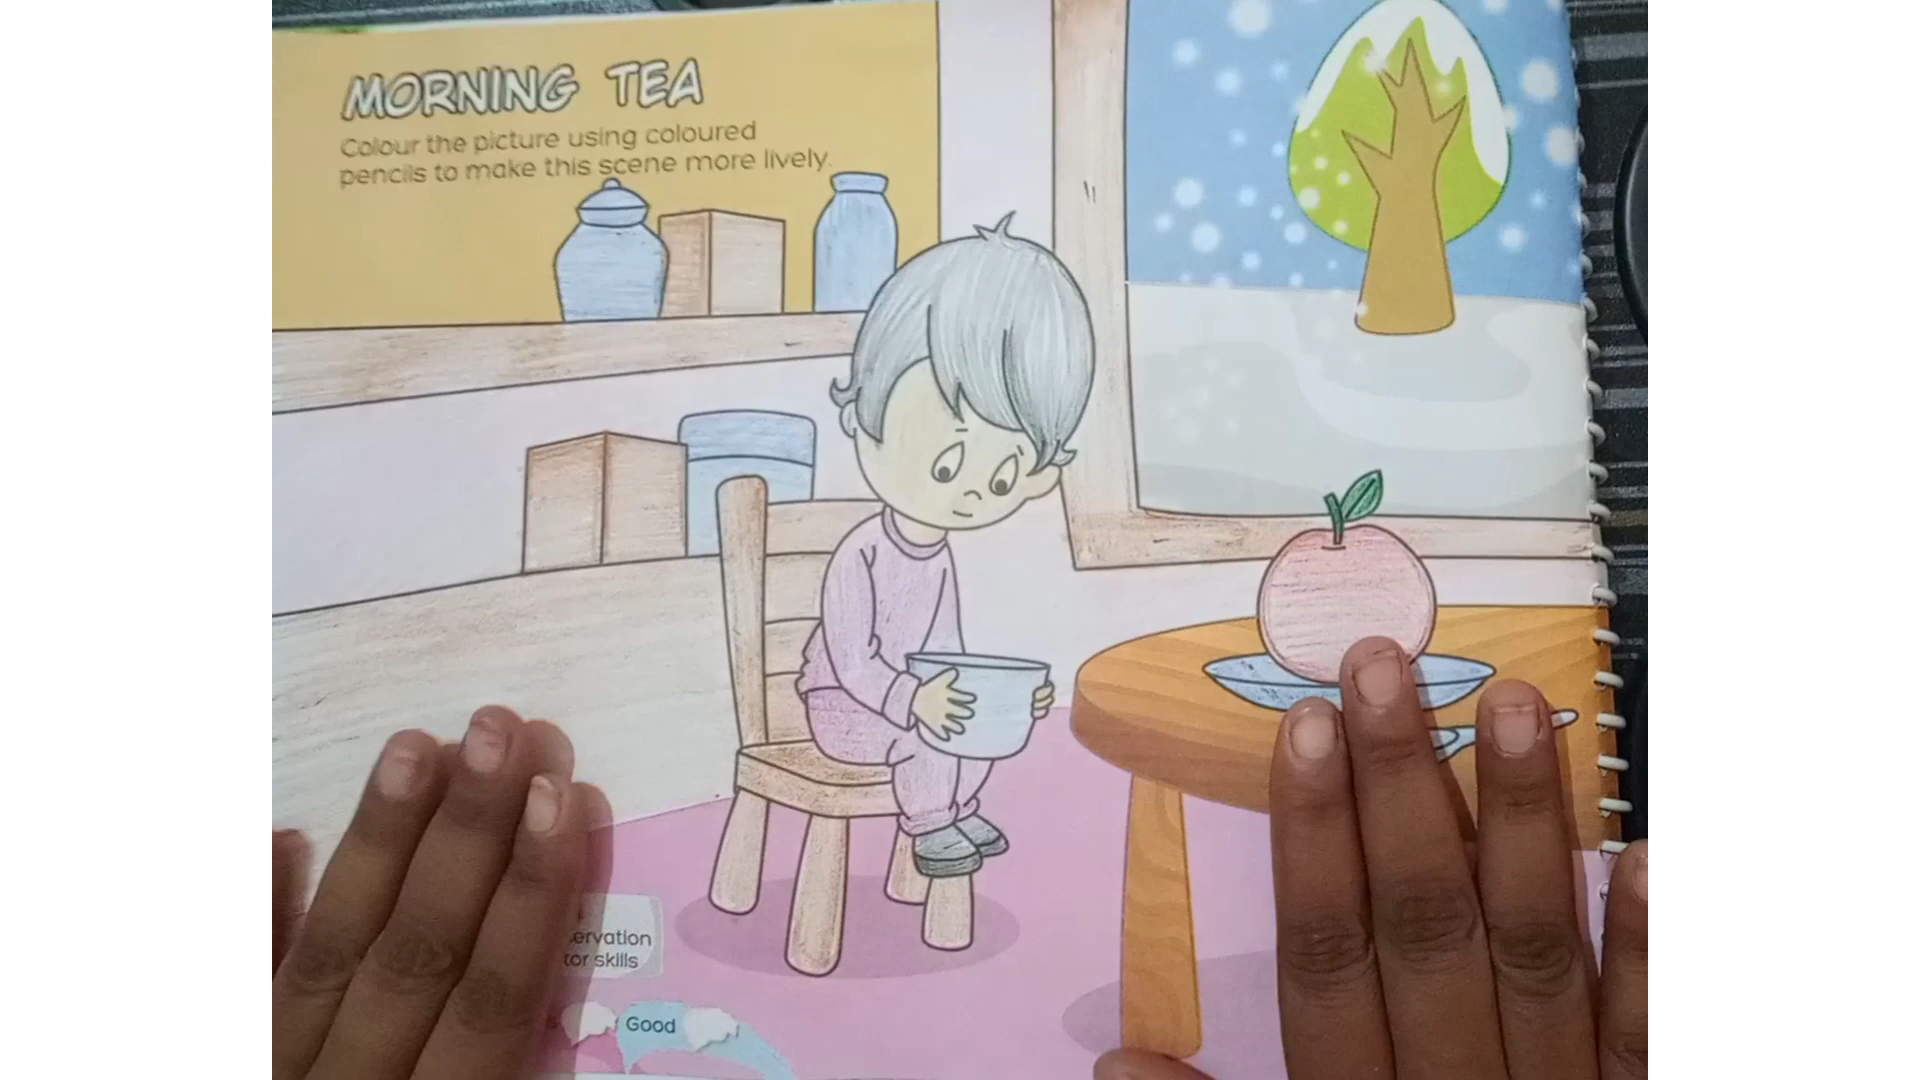 MORNING TEA
Colour the picture using coloured
pencils to make this scene more lively.
ervation
tor skills
Good